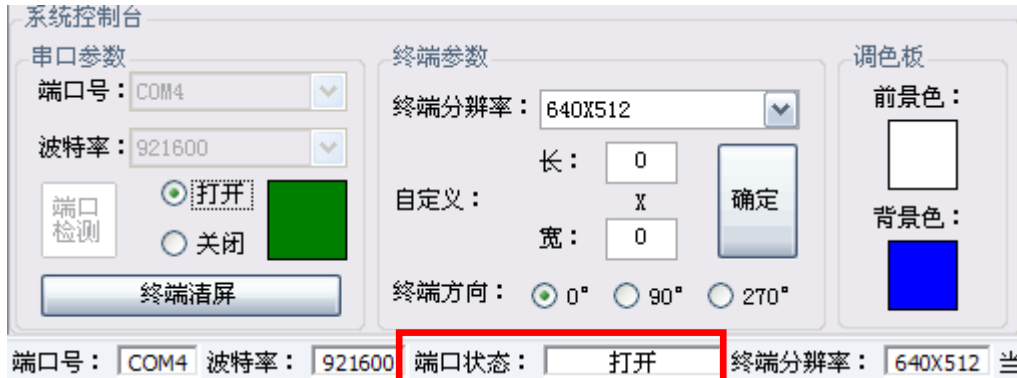 系统控制台
串口参数
端口号：COM4
波特率：921600
端口
检测
打开
关闭
终端清屏
终端参数
终端分辨率：640X512
自定义：
长：0
X
宽：0
确定
终端方向：0° 90° 270°
调色板
前景色：
背景色：
端口号：COM4 波特率：921600 端口状态：打开 终端分辨率：640X512 当